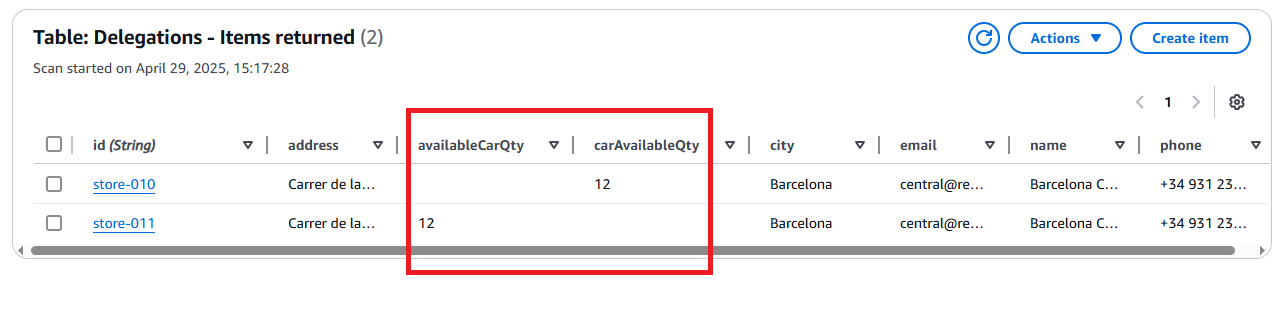 Table: Delegations - Items returned (2)
Actions
Create item
Scan started on April 29, 2025, 15:17:28
1
id (String) address availableCarQty carAvailableQty city email name phone
store-010 Carrer de la… 12 Barcelona central@re… Barcelona C… +34 931 23…
store-011 Carrer de la… 12 Barcelona central@re… Barcelona C… +34 931 23…